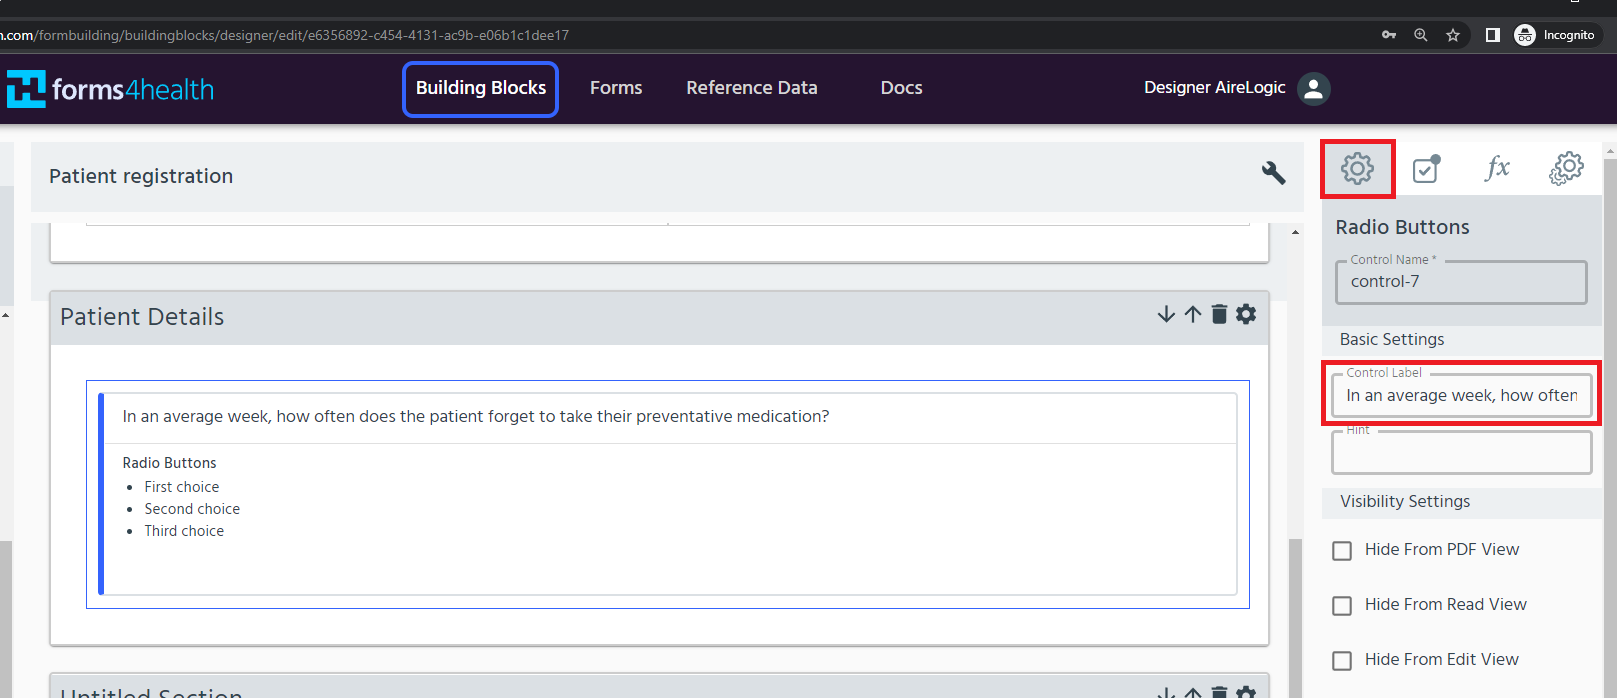 n.com/formbuilding/buildingblocks/designer/edit/e6356892-c454-4131-ac9b-e06b1c1dee17
Incognito
forms4health
Building Blocks
Forms
Reference Data
Docs
Designer AireLogic
Patient registration
fx
Radio Buttons
Control Name *
control-7
Basic Settings
Control Label
In an average week, how often
Hint
Visibility Settings
Hide From PDF View
Hide From Read View
Hide From Edit View
Patient Details
In an average week, how often does the patient forget to take their preventative medication?
Radio Buttons
First choice
Second choice
Third choice
Untitled Section